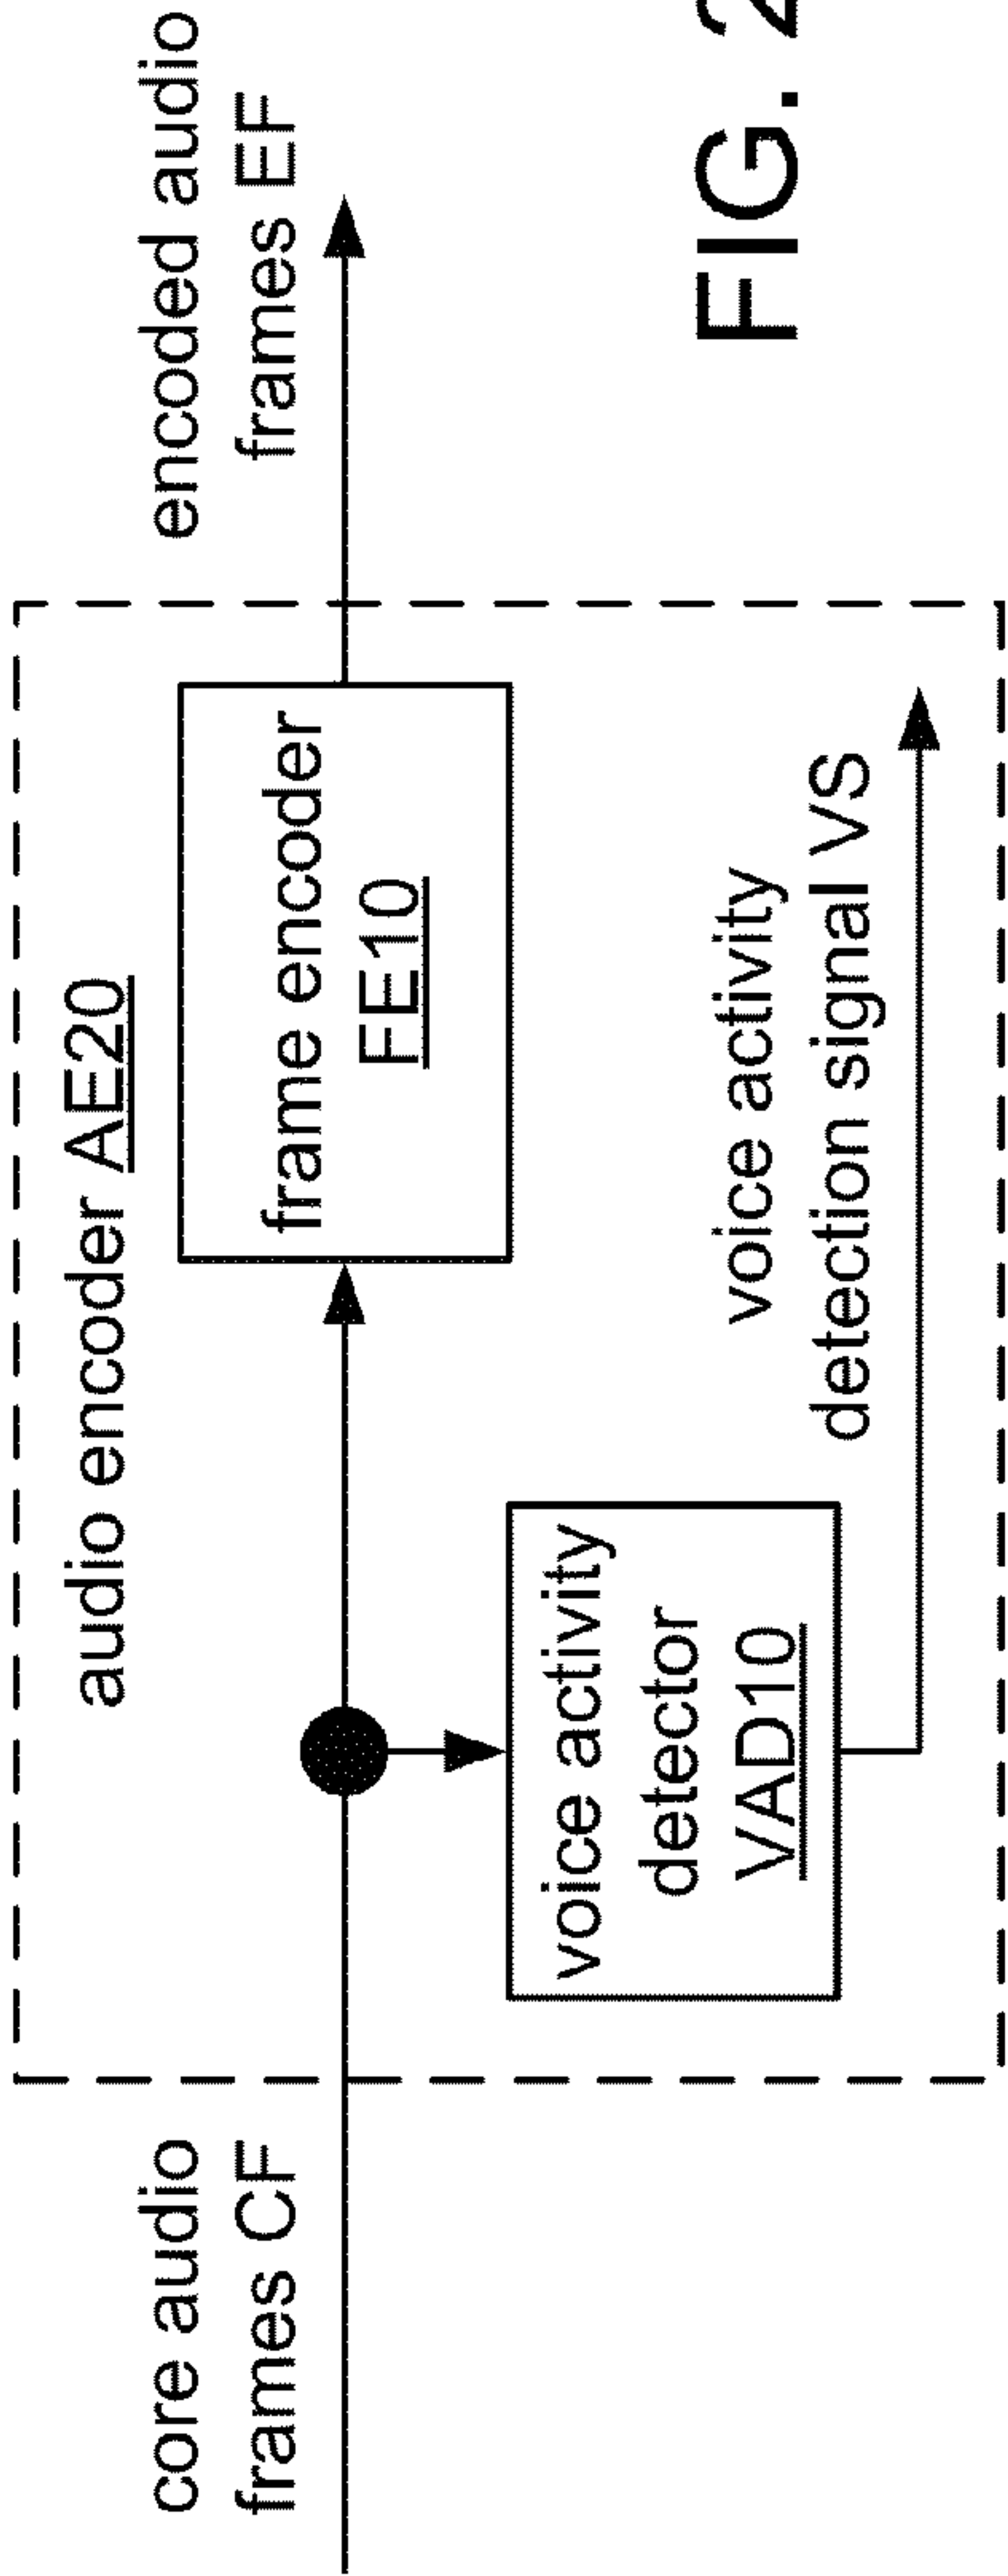 core audio
frames CF
audio encoder AE20
frame encoder
FE10
voice activity
detector
VAD10
voice activity
detection signal VS
encoded audio
frames EF
FIG. 2